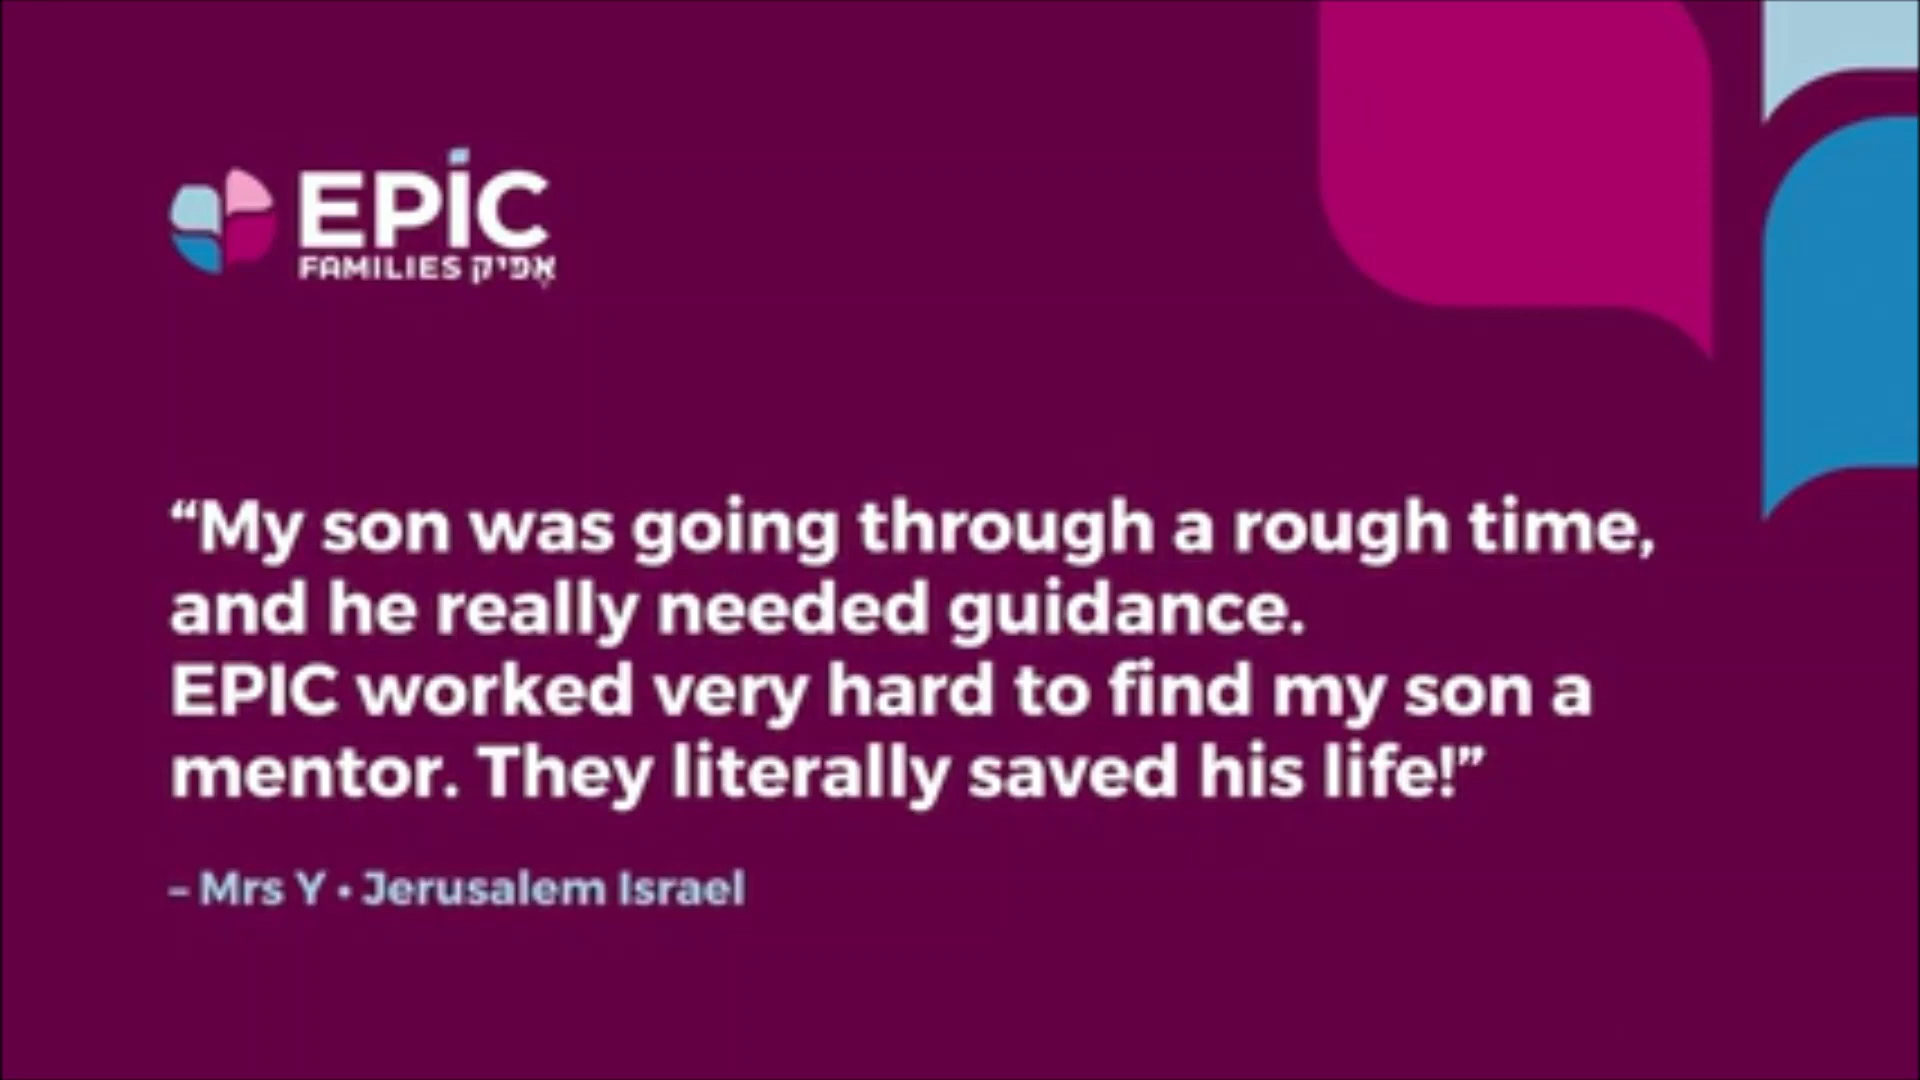 EPIC
FAMILIES אָפיק
“My son was going through a rough time,
and he really needed guidance.
EPIC worked very hard to find my son a
mentor. They literally saved his life!”
– Mrs Y • Jerusalem Israel